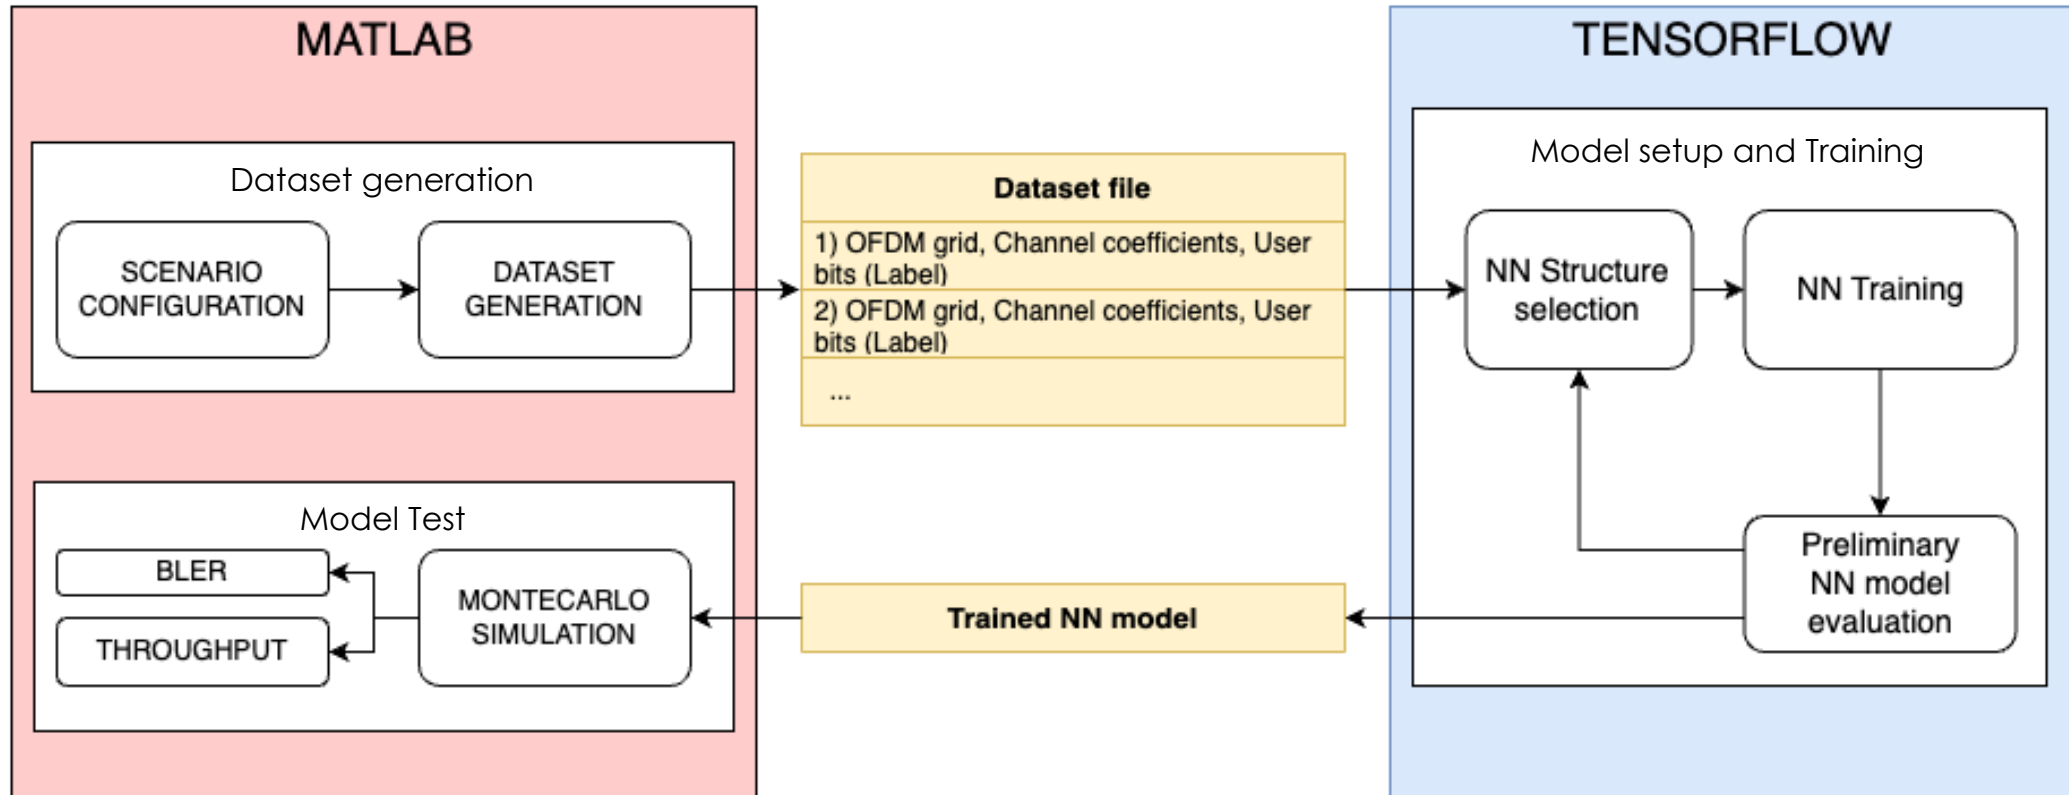 MATLAB
Dataset generation
SCENARIO
CONFIGURATION
DATASET
GENERATION
Dataset file
1) OFDM grid, Channel coefficients, User
bits (Label)
2) OFDM grid, Channel coefficients, User
bits (Label)
...
TENSORFLOW
Model setup and Training
NN Structure
selection
NN Training
Preliminary
NN model
evaluation
Trained NN model
Model Test
MONTECARLO
SIMULATION
BLER
THROUGHPUT